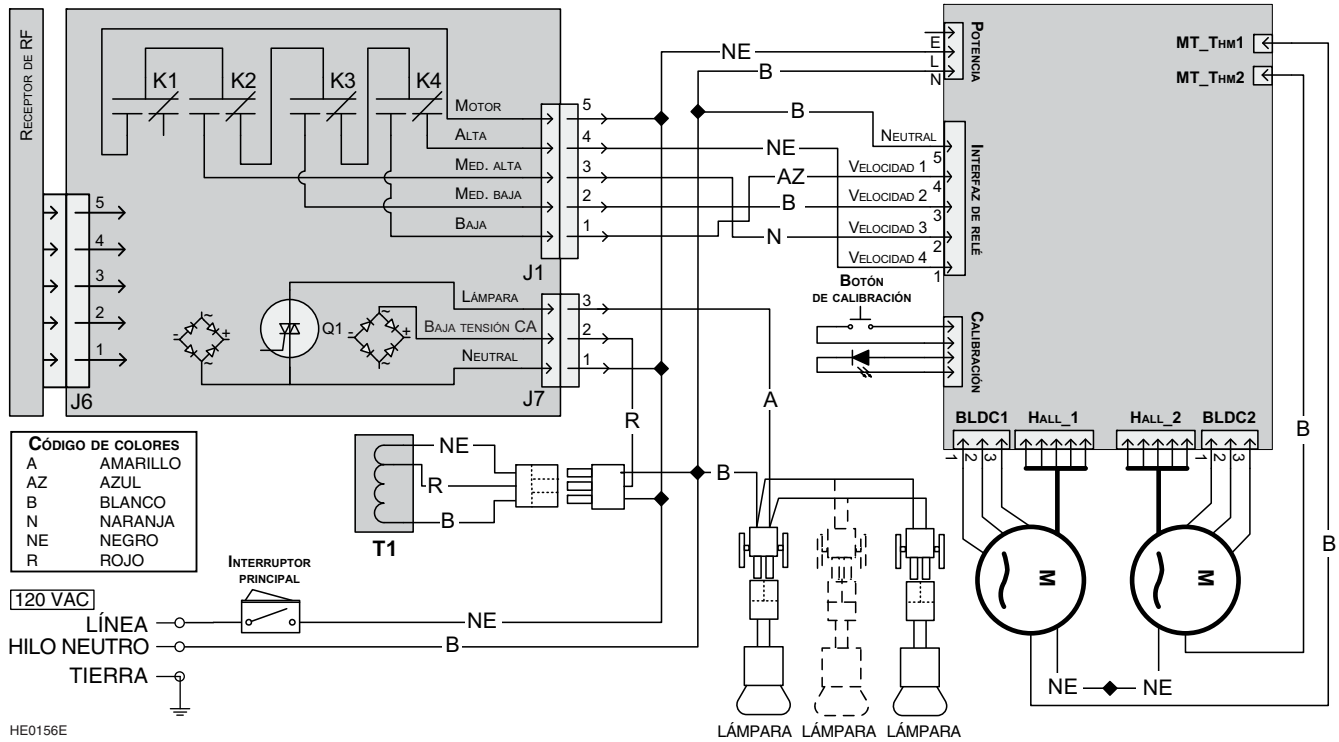 RECEPTOR DE RF
K1 K2 K3 K4
MOTOR
ALTA
MED. ALTA
MED. BAJA
BAJA
5
4
3
2
1
J1
LÁMPARA
BAJA TENSIÓN CA
NEUTRAL
3
2
1
J7
Q1
- ~ + ~
- ~ + ~
5
4
3
2
1
J6
NE
B
B
NE
AZ
B
N
E
L
N
POTENCIA
NEUTRAL
VELOCIDAD 1
VELOCIDAD 2
VELOCIDAD 3
VELOCIDAD 4
5
4
3
2
1
INTERFAZ DE RELÉ
BOTÓN
DE CALIBRACIÓN
CALIBRACIÓN
MT_THM1
MT_THM2
BLDC1 HALL_1 HALL_2 BLDC2
1 2 3
1 2 3
M
M
B
B
NE NE
CÓDIGO DE COLORES
A AMARILLO
AZ AZUL
B BLANCO
N NARANJA
NE NEGRO
R ROJO
NE
R
B
T1
R
A
B
INTERRUPTOR
PRINCIPAL
120 VAC
LÍNEA
NE
HILO NEUTRO
B
TIERRA
LÁMPARA LÁMPARA LÁMPARA
HE0156E